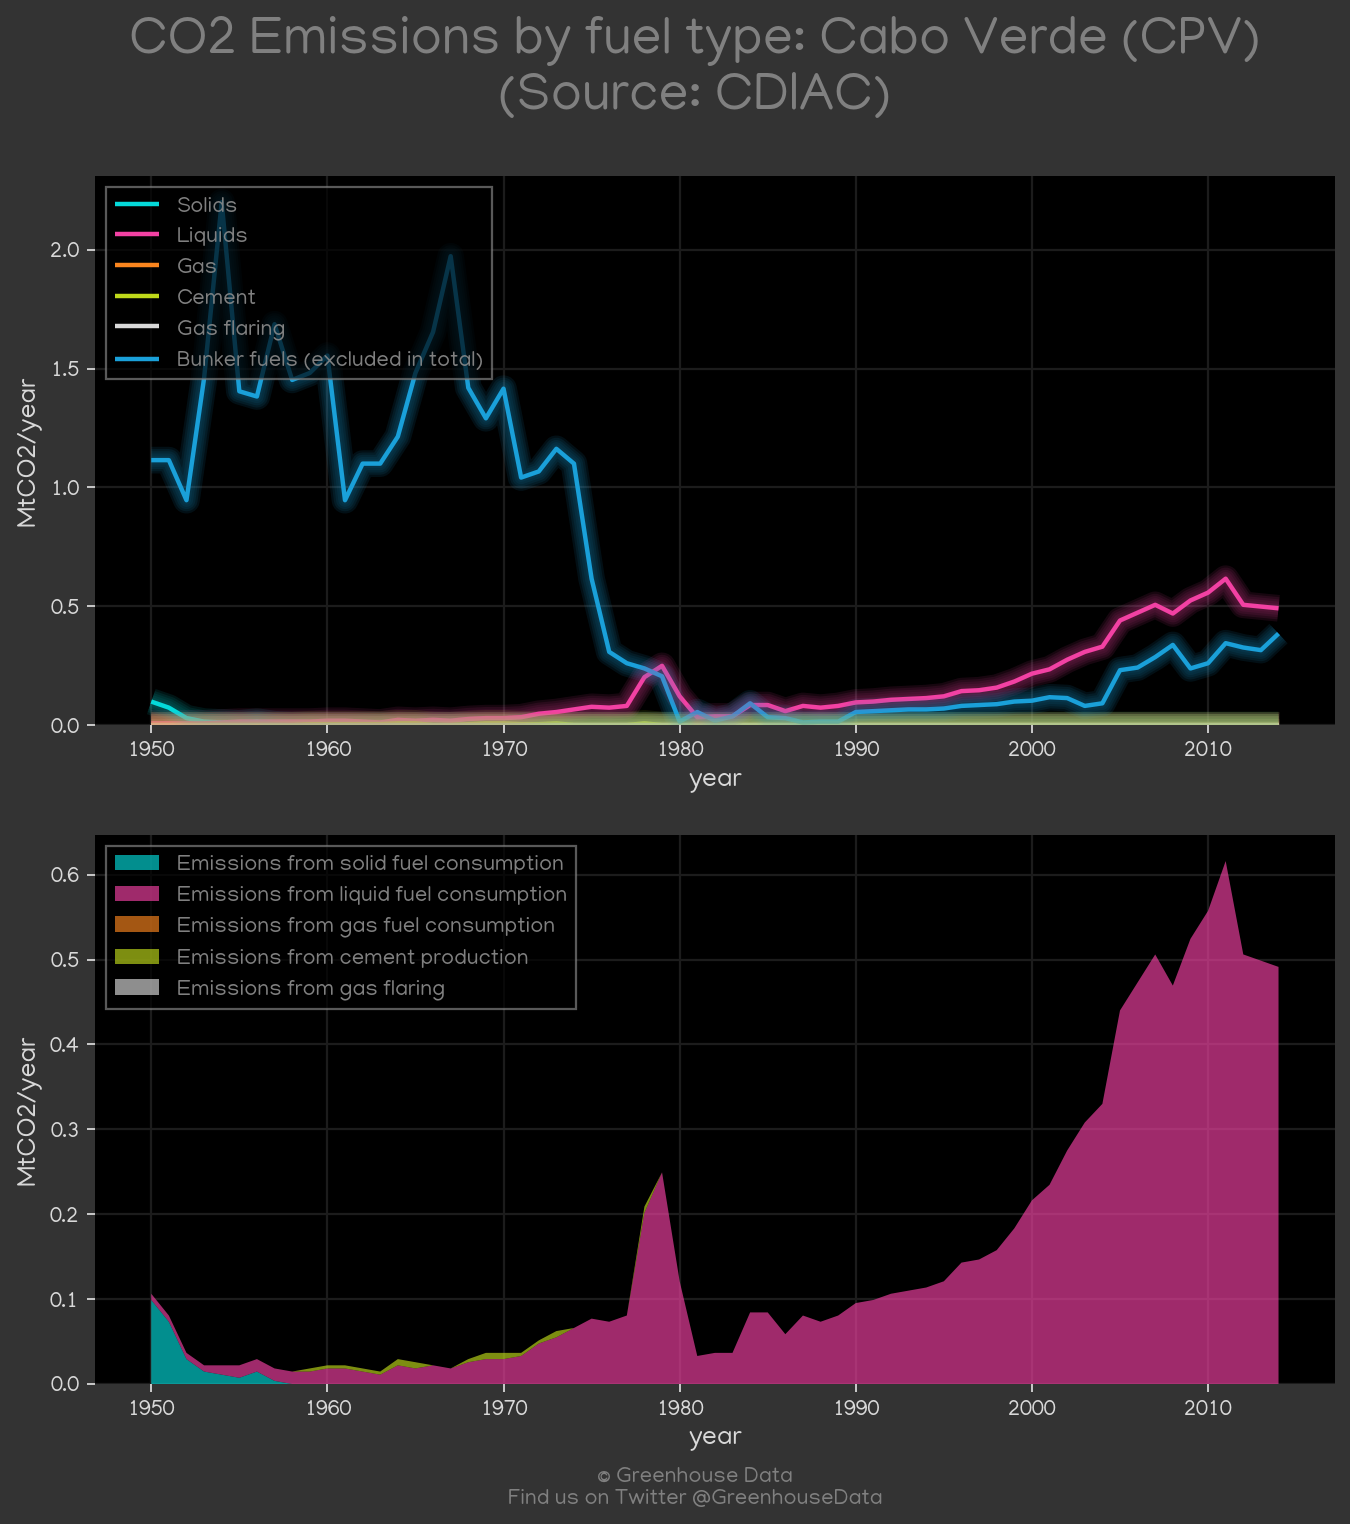 CO2 Emissions by fuel type: Cabo Verde (CPV)
(Source: CDIAC)
Solids
Liquids
Gas
Cement
Gas flaring
Bunker fuels (excluded in total)
MtCO2/year
2.0
1.5
1.0
0.5
0.0
1950 1960 1970 1980 1990 2000 2010
year
Emissions from solid fuel consumption
Emissions from liquid fuel consumption
Emissions from gas fuel consumption
Emissions from cement production
Emissions from gas flaring
MtCO2/year
0.6
0.5
0.4
0.3
0.2
0.1
0.0
1950 1960 1970 1980 1990 2000 2010
year
© Greenhouse Data
Find us on Twitter @GreenhouseData